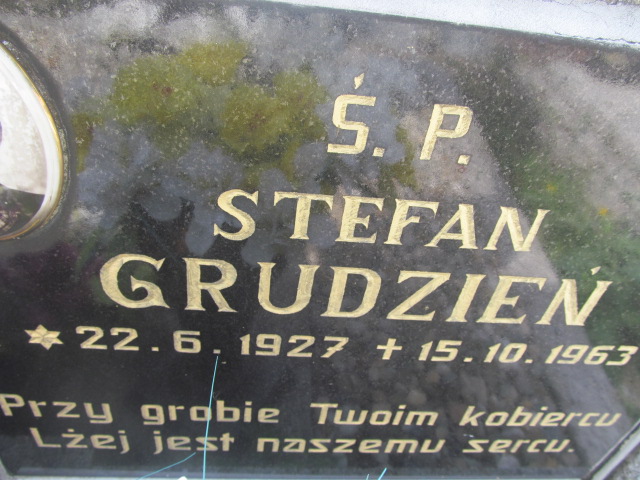 Ś. P.
STEFAN
GRUDZIEŃ
* 22.6.1927 + 15.10.1963
Przy grobie Twoim kobiercu
Lżej jest naszemu sercu.